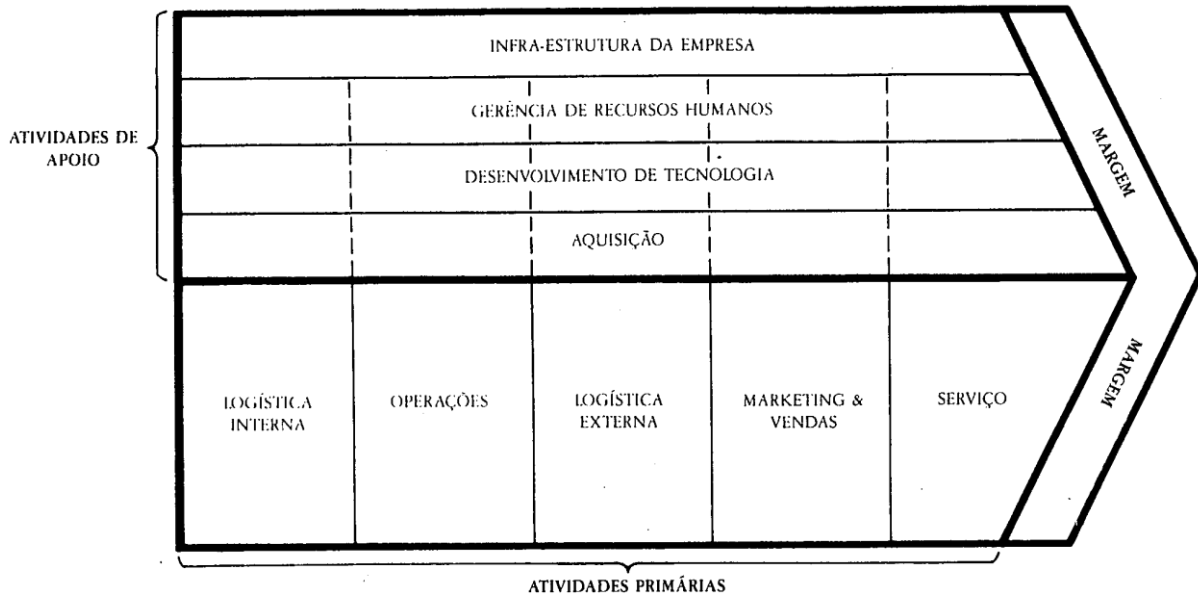 INFRA-ESTRUTURA DA EMPRESA
GERÊNCIA DE RECURSOS HUMANOS
ATIVIDADES DE
APOIO
DESENVOLVIMENTO DE TECNOLOGIA
AQUISIÇÃO
MARGEM
LOGÍSTICA
INTERNA
OPERAÇÕES
LOGÍSTICA
EXTERNA
MARKETING &
VENDAS
SERVIÇO
MARGEM
ATIVIDADES PRIMÁRIAS